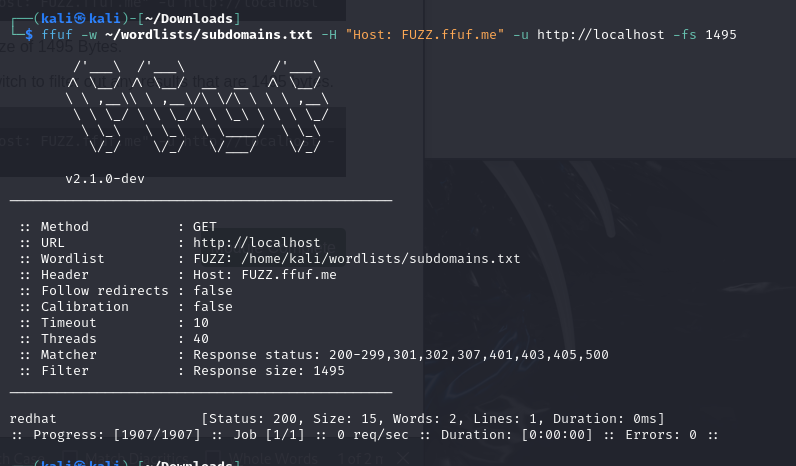 ┌──(kali㉿kali)-[~/Downloads]
└─$ ffuf -w ~/wordlists/subdomains.txt -H "Host: FUZZ.ffuf.me" -u http://localhost -fs 1495
v2.1.0-dev
:: Method : GET
:: URL : http://localhost
:: Wordlist : FUZZ: /home/kali/wordlists/subdomains.txt
:: Header : Host: FUZZ.ffuf.me
:: Follow redirects : false
:: Calibration : false
:: Timeout : 10
:: Threads : 40
:: Matcher : Response status: 200-299,301,302,307,401,403,405,500
:: Filter : Response size: 1495
redhat [Status: 200, Size: 15, Words: 2, Lines: 1, Duration: 0ms]
:: Progress: [1907/1907] :: Job [1/1] :: 0 req/sec :: Duration: [0:00:00] :: Errors: 0 ::
┌──(kali㉿kali)-[~/Downloads]